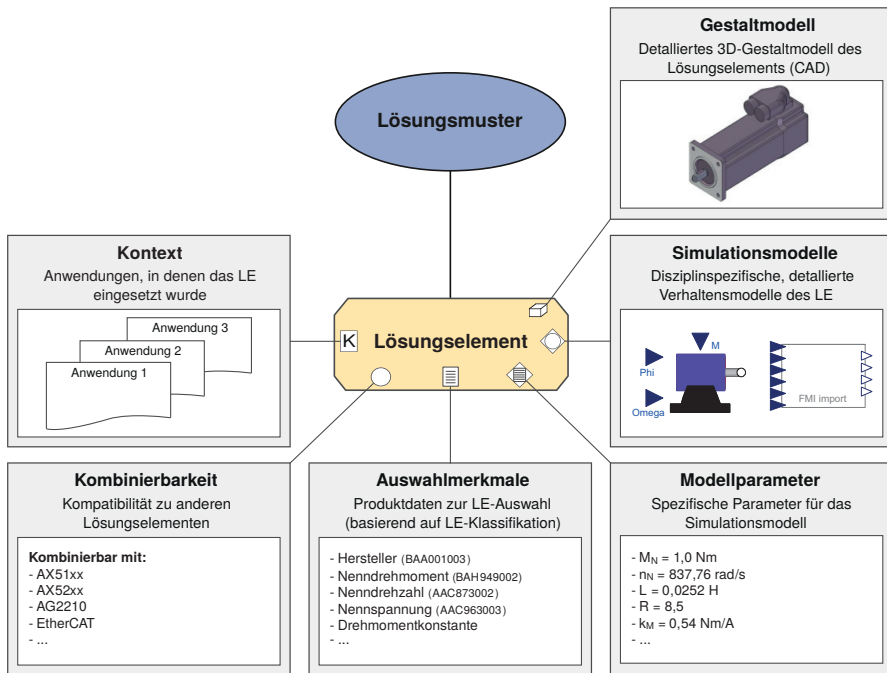 Gestaltmodell
Detailliertes 3D-Gestaltmodell des
Lösungselements (CAD)
Lösungsmuster
Kontext
Anwendungen, in denen das LE
eingesetzt wurde
Anwendung 3
Anwendung 2
Anwendung 1
K
Lösungselement
Simulationsmodelle
Disziplinspezifische, detaillierte
Verhaltensmodelle des LE
M
Phi
Omega
FMI import
Kombinierbarkeit
Kompatibilität zu anderen
Lösungselementen
Kombinierbar mit:
- AX51xx
- AX52xx
- AG2210
- EtherCAT
- ...
Auswahlmerkmale
Produktdaten zur LE-Auswahl
(basierend auf LE-Klassifikation)
- Hersteller (BAA001003)
- Nenndrehmoment (BAH949002)
- Nenndrehzahl (AAC873002)
- Nennspannung (AAC963003)
- Drehmomentkonstante
- ...
Modellparameter
Spezifische Parameter für das
Simulationsmodell
- MN = 1,0 Nm
- nN = 837,76 rad/s
- L = 0,0252 H
- R = 8,5
- kM = 0,54 Nm/A
- ...